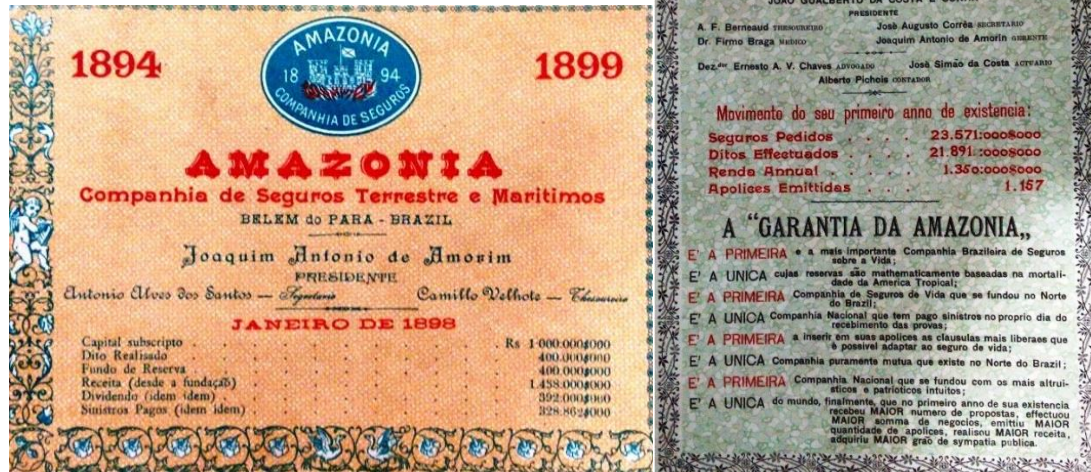 1894
AMAZONIA
18 94
COMPANHIA DE SEGUROS
1899
AMAZONIA
Companhia de Seguros Terrestre e Maritimos
BELEM do PARA - BRAZIL
Joaquim Antonio de Amorim
PRESIDENTE
Antonio Alves dos Santos — Secretario Camillo Velhote — Thesoureiro
JANEIRO DE 1898
Capital subscripto . Rs 1.000.000$000
Dito Realisado 400.000$000
Fundo de Reserva 400.000$000
Receita (desde a fundação) 1.458.000$000
Dividendo (idem idem) 392.000$000
Sinistros Pagos (idem idem) 328.862$000
JOÃO GUALBERTO DA COSTA E
PRESIDENTE
A. F. Berneaud THESOUREIRO José Augusto Corrêa SECRETARIO
Dr. Firmo Braga MEDICO Joaquim Antonio de Amorin GERENTE
Dez.dor Ernesto A. V. Chaves ADVOGADO José Simão da Costa ACTUARIO
Alberto Pichois CONTADOR
Movimento do seu primeiro anno de existencia:
Seguros Pedidos . . . . 23.571:000$000
Ditos Effectuados . . . . 21.891:000$000
Renda Annual . . . . 1.350:000$000
Apolices Emittidas . . . . 1.157
A “GARANTIA DA AMAZONIA„
E' A PRIMEIRA e a mais importante Companhia Brazileira de Seguros
sobre a Vida;
E' A UNICA cujas reservas são mathematicamente baseadas na mortali-
dade da America Tropical;
E' A PRIMEIRA Companhia de Seguros de Vida que se fundou no Norte
do Brazil;
E' A UNICA Companhia Nacional que tem pago sinistros no proprio dia do
recebimento das provas;
E' A PRIMEIRA a inserir em suas apolices as clausulas mais liberaes que
é possivel adaptar ao seguro de vida;
E' A UNICA Companhia puramente mutua que existe no Norte do Brazil;
E' A PRIMEIRA Companhia Nacional que se fundou com os mais altrui-
sticos e patrioticos intuitos;
E' A UNICA do mundo, finalmente, que no primeiro anno de sua existencia
recebeu MAIOR numero de propostas, effectuou
MAIOR somma de negocios, emitiu MAIOR
quantidade de apolices, realisou MAIOR receita,
adquiriu MAIOR gráo de sympatia publica.